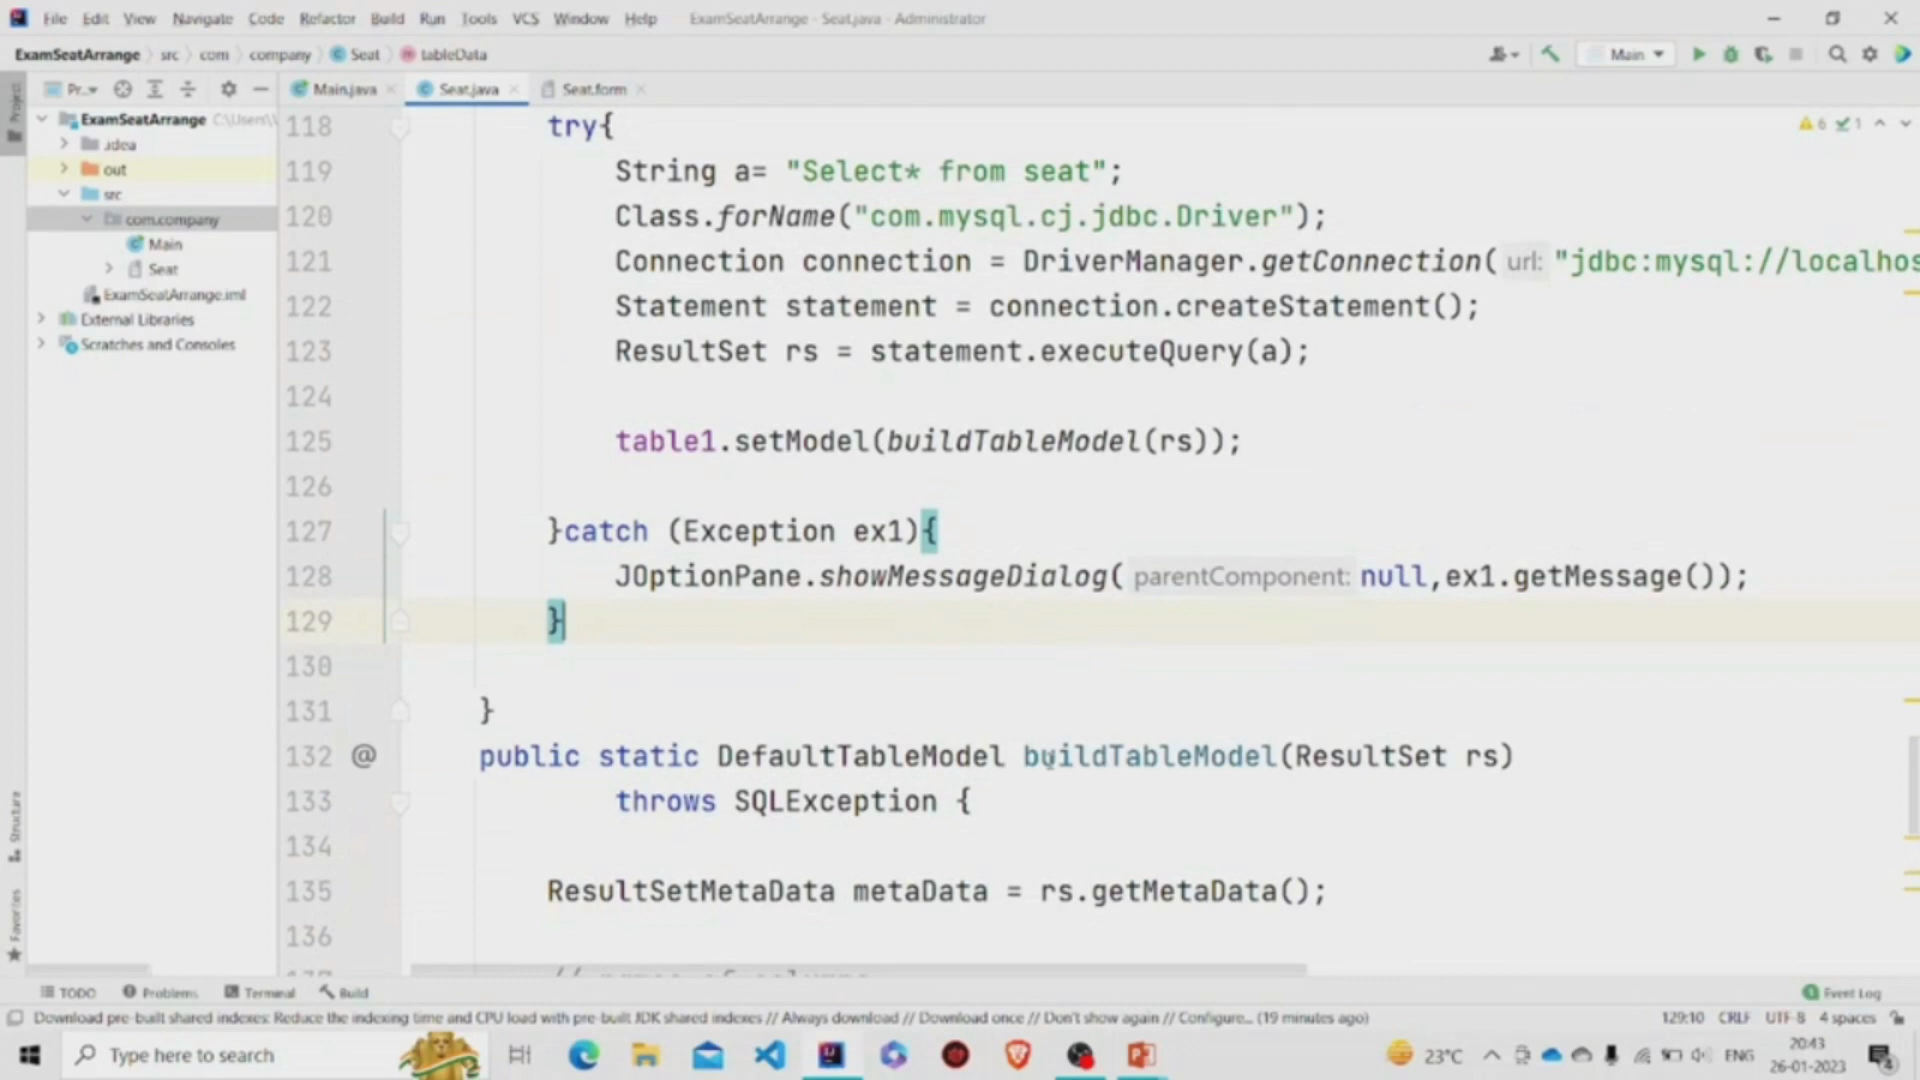 File Edit View Navigate Code Refactor Build Run Tools VCS Window Help ExamSeatArrange - Seat.java - Administrator
ExamSeatArrange src com company Seat tableData Main
Project
Pr... Main.java Seat.java Seat.form
ExamSeatArrange C:\Users\
.idea
out
src
com.company
Main
Seat
ExamSeatArrange.iml
External Libraries
Scratches and Consoles
6 1
118 try{
119 String a= "Select* from seat";
120 Class.forName("com.mysql.cj.jdbc.Driver");
121 Connection connection = DriverManager.getConnection( url: "jdbc:mysql://localhos
122 Statement statement = connection.createStatement();
123 ResultSet rs = statement.executeQuery(a);
124
125 table1.setModel(buildTableModel(rs));
126
127 }catch (Exception ex1){
128 JOptionPane.showMessageDialog( parentComponent: null,ex1.getMessage());
129 }
130
131 }
132 @ public static DefaultTableModel buildTableModel(ResultSet rs)
133 throws SQLException {
134
135 ResultSetMetaData metaData = rs.getMetaData();
136
Structure
Favorites
TODO Problems Terminal Build Event Log
Download pre-built shared indexes: Reduce the indexing time and CPU load with pre-built JDK shared indexes // Always download // Download once // Don't show again // Configure... (19 minutes ago) 129:10 CRLF UTF-8 4 spaces
Type here to search 23°C ENG 20:43
26-01-2023 4